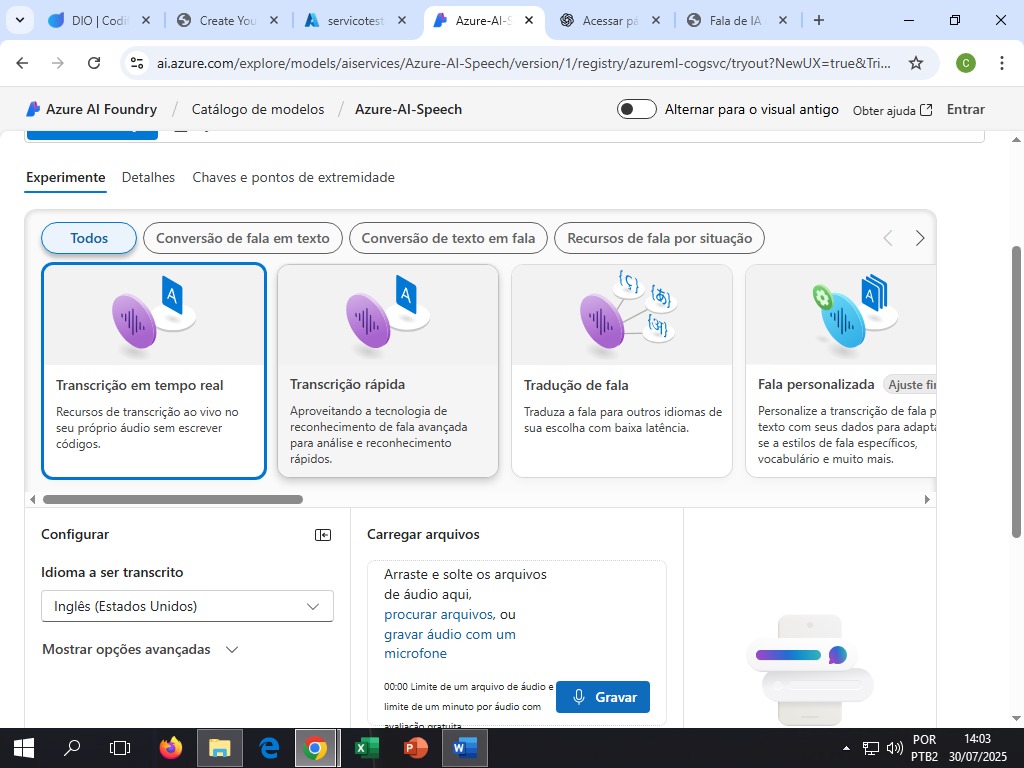 DIO | Codif
Create You
servicotest
Azure-AI-S
Acessar pá
Fala de IA
ai.azure.com/explore/models/aiservices/Azure-AI-Speech/version/1/registry/azureml-cogsvc/tryout?NewUX=true&Tri...
C
Azure AI Foundry / Catálogo de modelos / Azure-AI-Speech
Alternar para o visual antigo
Obter ajuda
Entrar
Experimente
Detalhes
Chaves e pontos de extremidade
Todos
Conversão de fala em texto
Conversão de texto em fala
Recursos de fala por situação
Transcrição em tempo real
Recursos de transcrição ao vivo no
seu próprio áudio sem escrever
códigos.
Transcrição rápida
Aproveitando a tecnologia de
reconhecimento de fala avançada
para análise e reconhecimento
rápidos.
Tradução de fala
Traduza a fala para outros idiomas de
sua escolha com baixa latência.
Fala personalizada
Ajuste fin
Personalize a transcrição de fala p
texto com seus dados para adapta
se a estilos de fala específicos,
vocabulário e muito mais.
Configurar
Idioma a ser transcrito
Inglês (Estados Unidos)
Mostrar opções avançadas
Carregar arquivos
Arraste e solte os arquivos
de áudio aqui,
procurar arquivos, ou
gravar áudio com um
microfone
00:00 Limite de um arquivo de áudio e
limite de um minuto por áudio com
avaliação gratuita
Gravar
POR
PTB2
14:03
30/07/2025